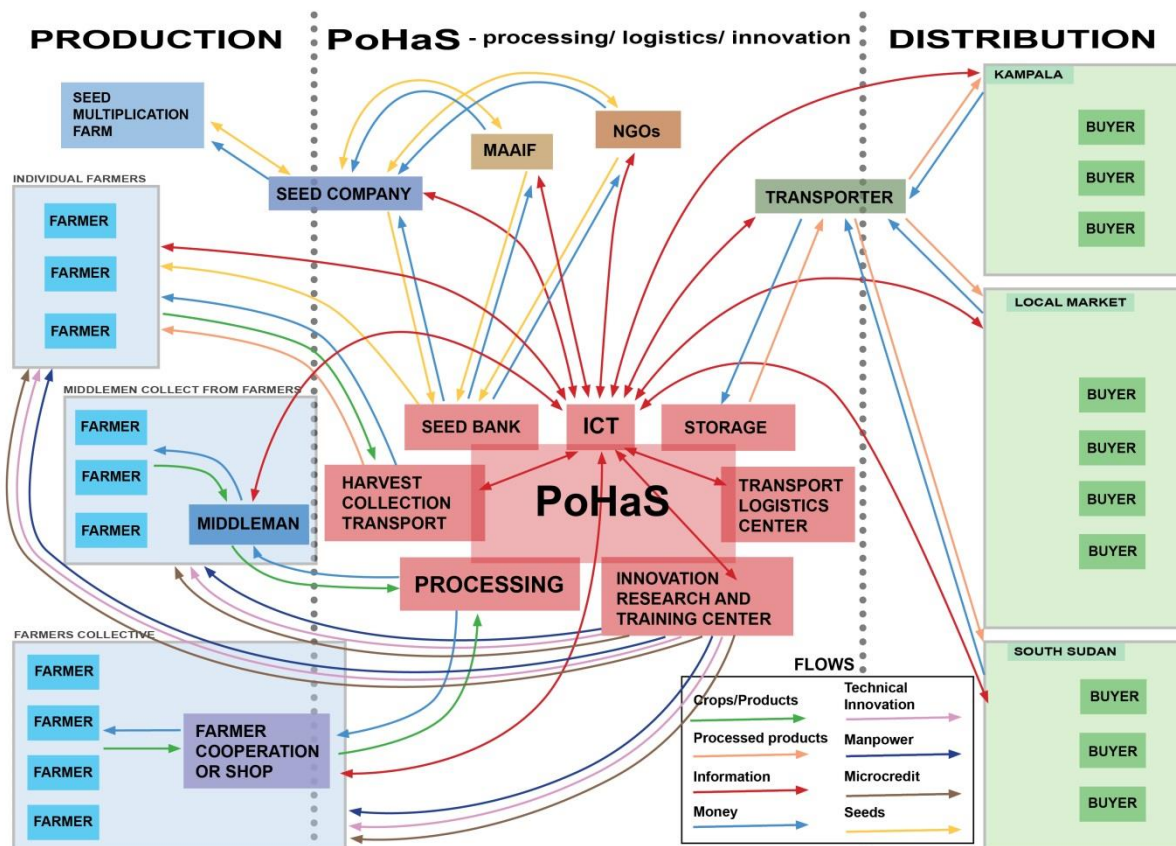 PRODUCTION
PoHaS - processing/ logistics/ innovation
DISTRIBUTION
SEED
MULTIPLICATION
FARM
MAAIF
NGOs
SEED COMPANY
TRANSPORTER
KAMPALA
BUYER
BUYER
BUYER
INDIVIDUAL FARMERS
FARMER
FARMER
FARMER
LOCAL MARKET
BUYER
BUYER
BUYER
BUYER
MIDDLEMEN COLLECT FROM FARMERS
FARMER
FARMER
FARMER
MIDDLEMAN
SEED BANK
ICT
STORAGE
HARVEST
COLLECTION
TRANSPORT
PoHaS
TRANSPORT
LOGISTICS
CENTER
PROCESSING
INNOVATION
RESEARCH AND
TRAINING CENTER
FARMERS COLLECTIVE
FARMER
FARMER
FARMER
FARMER
FARMER
COOPERATION
OR SHOP
SOUTH SUDAN
BUYER
BUYER
BUYER
FLOWS
Crops/Products
Processed products
Information
Money
Technical
Innovation
Manpower
Microcredit
Seeds